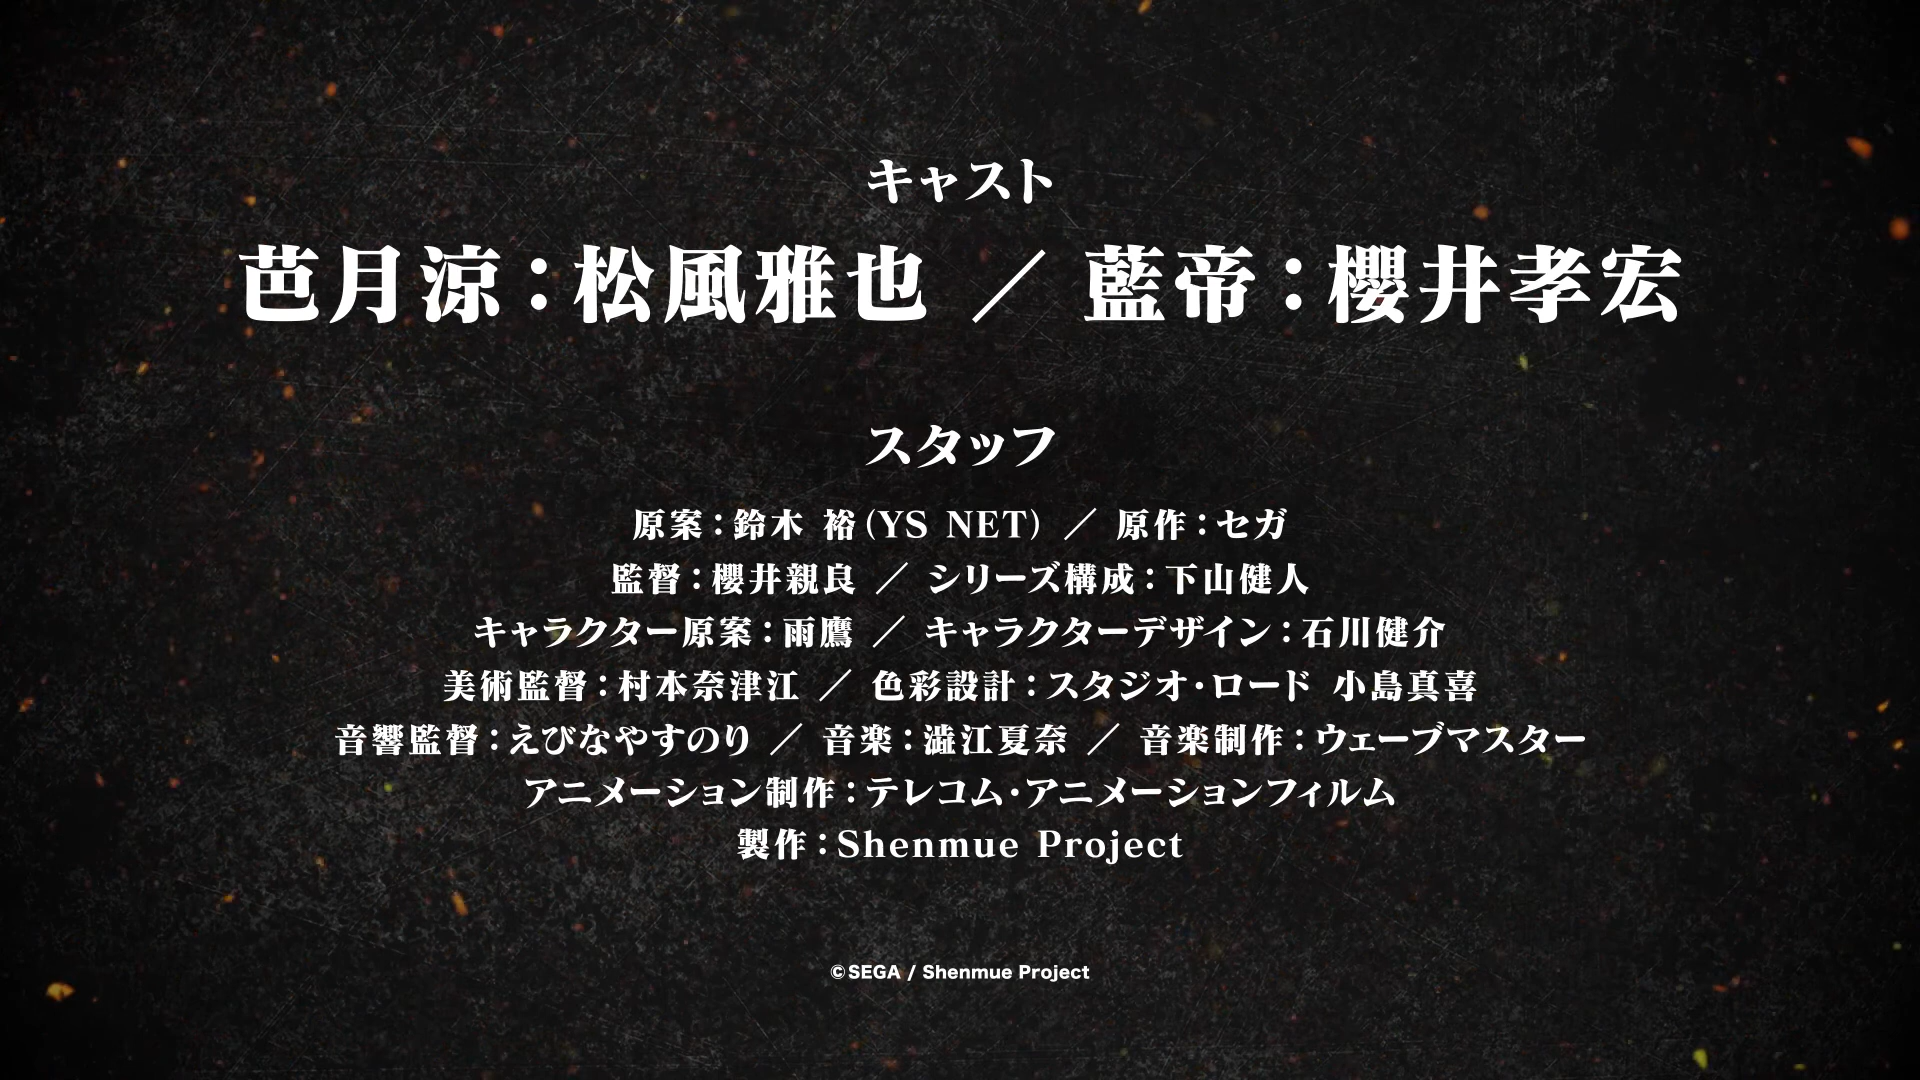 キャスト
芭月涼：松風雅也 ／ 藍帝：櫻井孝宏
スタッフ
原案：鈴木 裕(YS NET) ／ 原作：セガ
監督：櫻井親良 ／ シリーズ構成：下山健人
キャラクター原案：雨鷹 ／ キャラクターデザイン：石川健介
美術監督：村本奈津江 ／ 色彩設計：スタジオ・ロード 小島真喜
音響監督：えびなやすのり ／ 音楽：澁江夏奈 ／ 音楽制作：ウェーブマスター
アニメーション制作：テレコム・アニメーションフィルム
製作：Shenmue Project
©SEGA / Shenmue Project